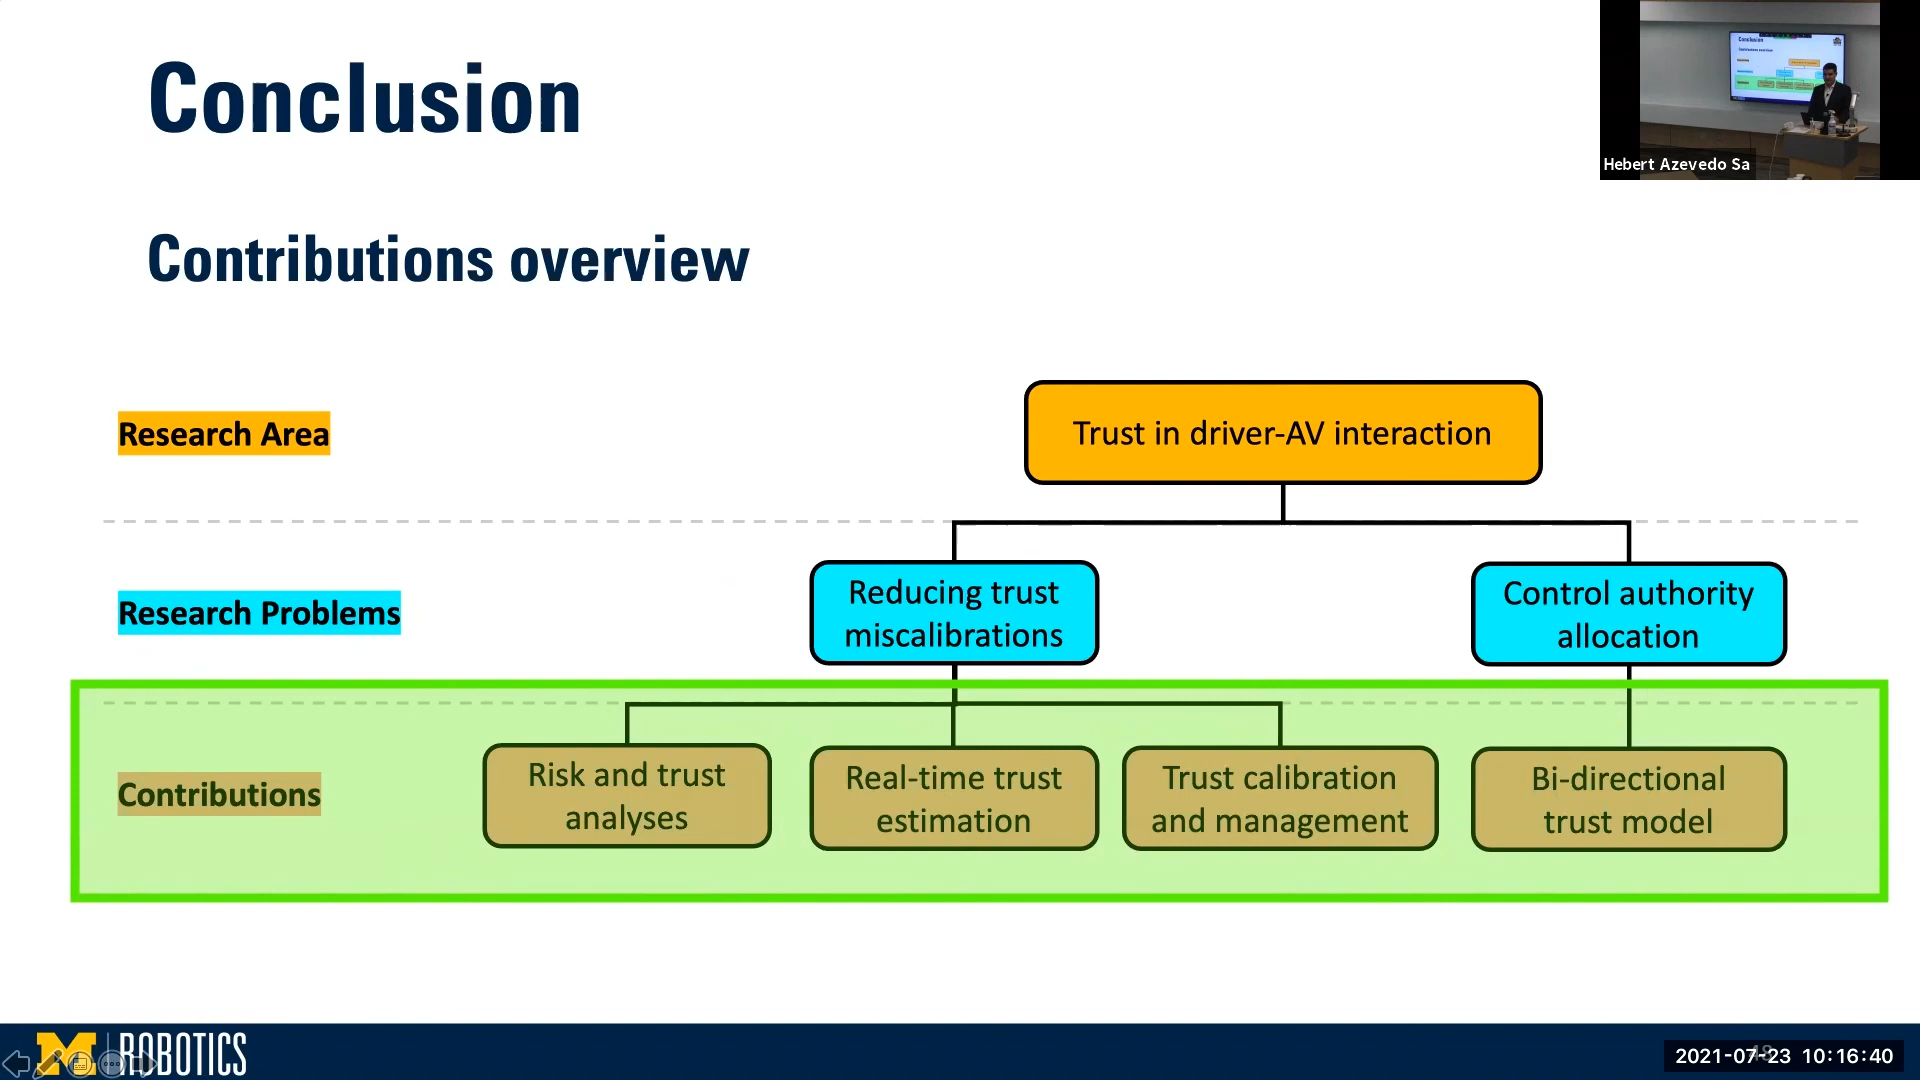 Conclusion
Hebert Azevedo Sa
Contributions overview
Research Area
Trust in driver-AV interaction
Research Problems
Reducing trust
miscalibrations
Control authority
allocation
Contributions
Risk and trust
analyses
Real-time trust
estimation
Trust calibration
and management
Bi-directional
trust model
M ROBOTICS
2021-07-23 10:16:40